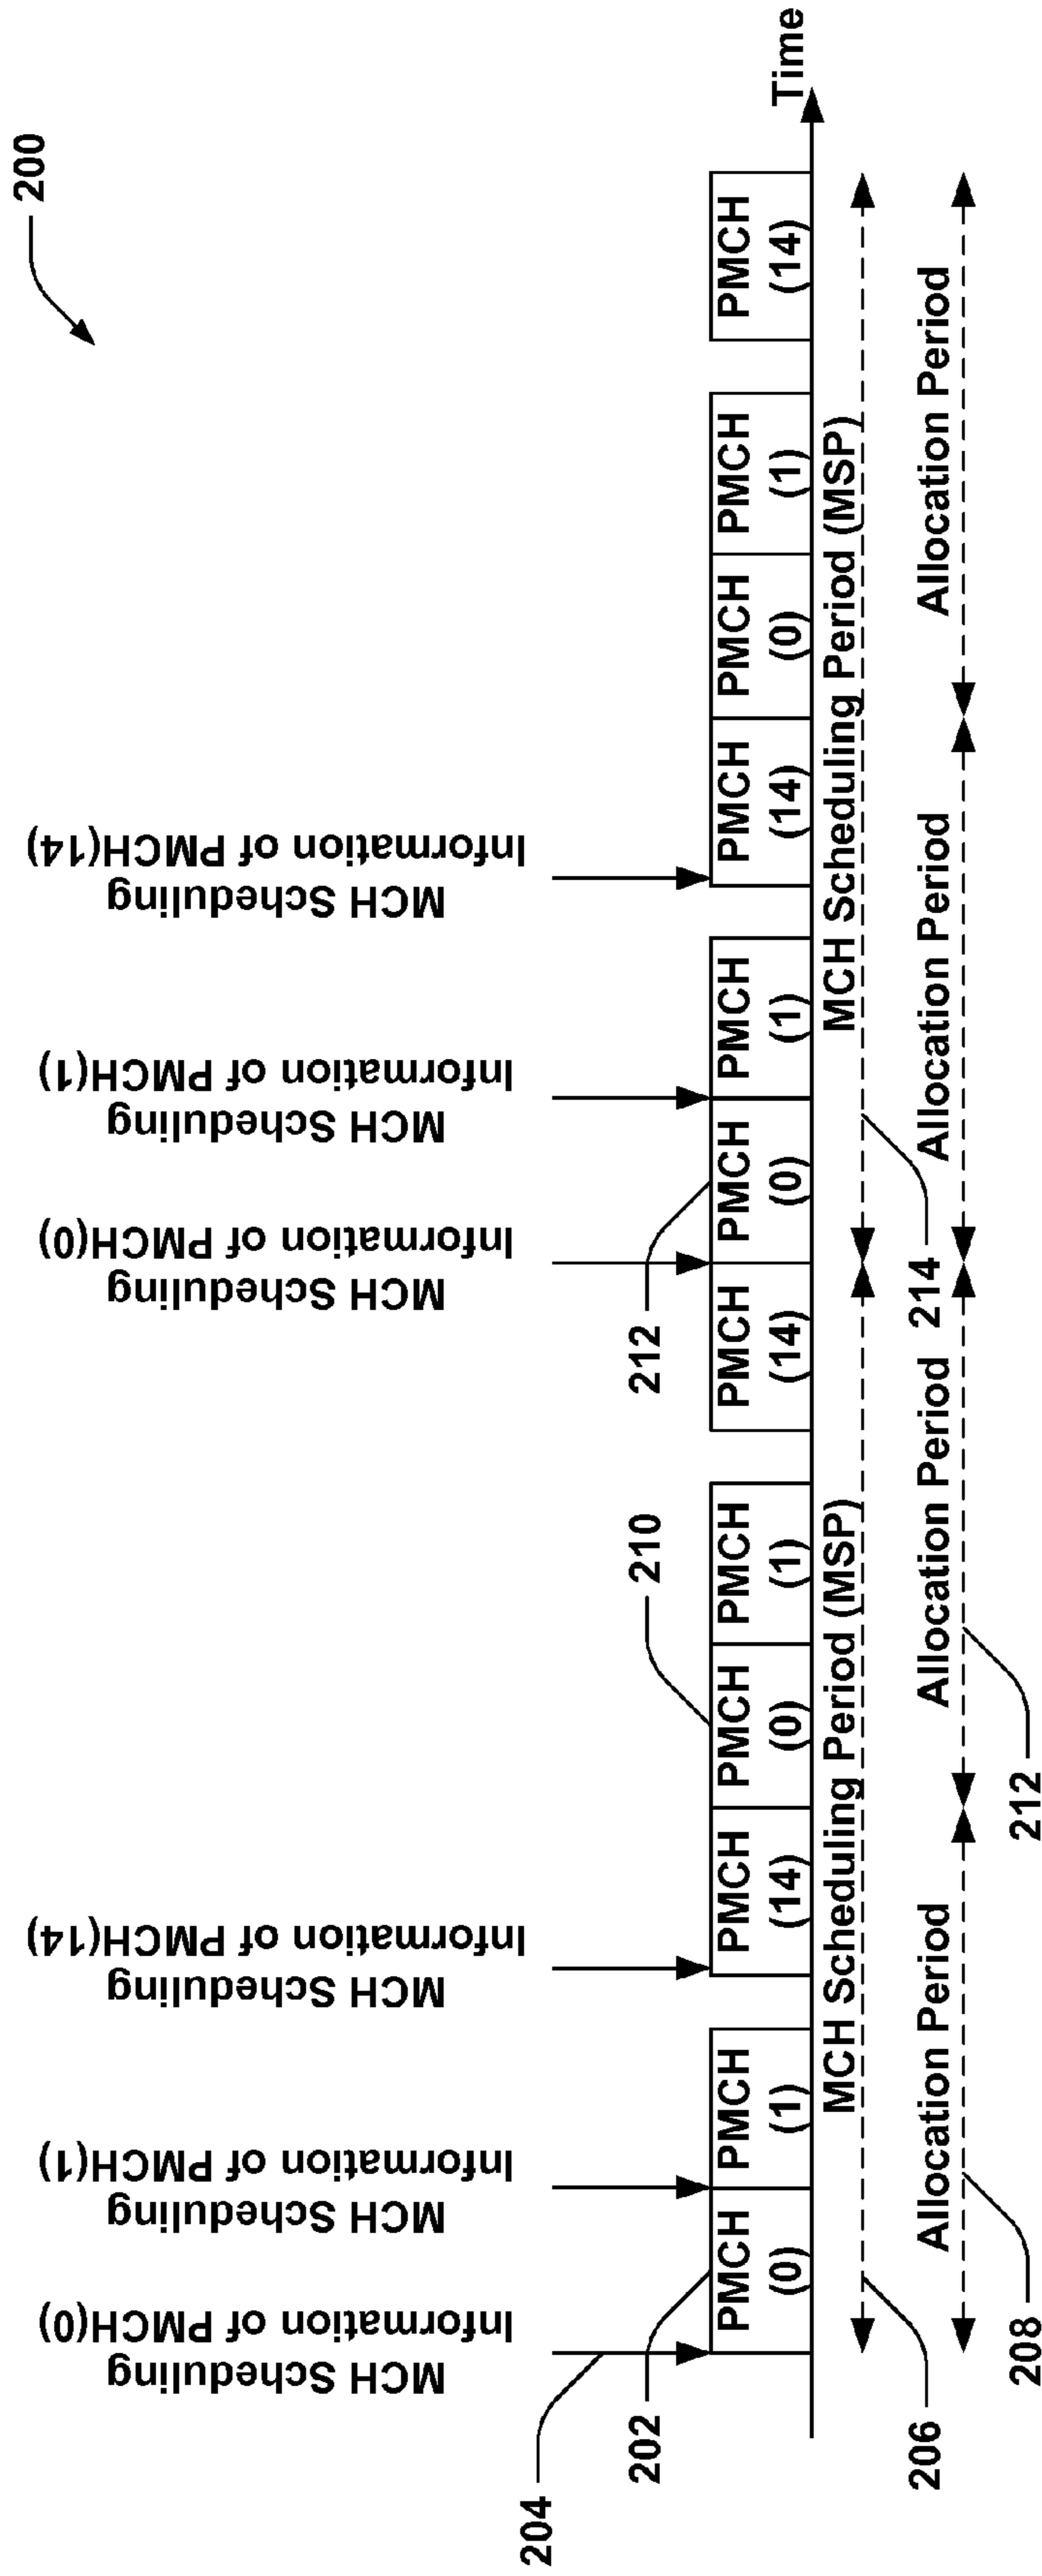 200
MCH Scheduling
Information of PMCH(0)
MCH Scheduling
Information of PMCH(1)
MCH Scheduling
Information of PMCH(14)
MCH Scheduling
Information of PMCH(0)
MCH Scheduling
Information of PMCH(1)
MCH Scheduling
Information of PMCH(14)
204
202
210
212
PMCH
(0)
PMCH
(1)
PMCH
(14)
PMCH
(0)
PMCH
(1)
PMCH
(14)
PMCH
(0)
PMCH
(1)
PMCH
(14)
PMCH
(0)
PMCH
(1)
PMCH
(14)
Time
MCH Scheduling Period (MSP)
MCH Scheduling Period (MSP)
206
214
Allocation Period
Allocation Period
Allocation Period
Allocation Period
208
212